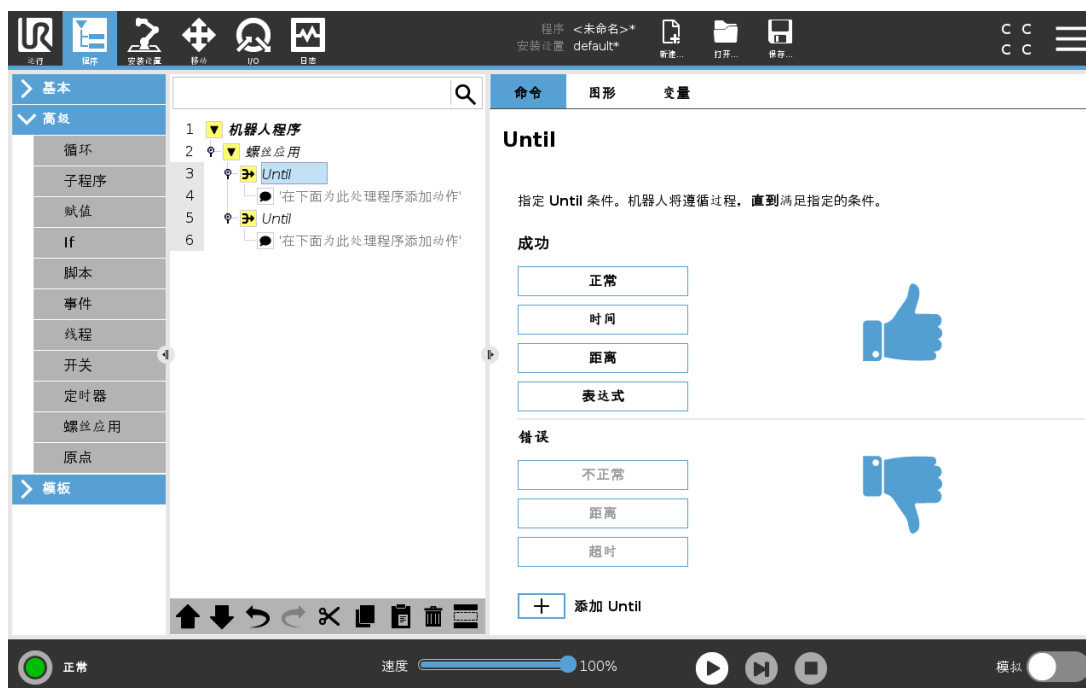 UR
程序 <未命名>*
安装设置 default*
运行 程序 安装设置 移动 I/O 日志 新建... 打开... 保存...
C C
C C
基本
高级
循环
子程序
赋值
If
脚本
事件
线程
开关
定时器
螺丝应用
原点
模板
1 机器人程序
2 螺丝应用
3 Until
4 '在下面为此处理程序添加动作'
5 Until
6 '在下面为此处理程序添加动作'
命令 图形 变量
Until
指定 Until 条件。机器人将遵循过程，直到满足指定的条件。
成功
正常
时间
距离
表达式
错误
不正常
距离
超时
添加 Until
正常
速度 100%
模拟